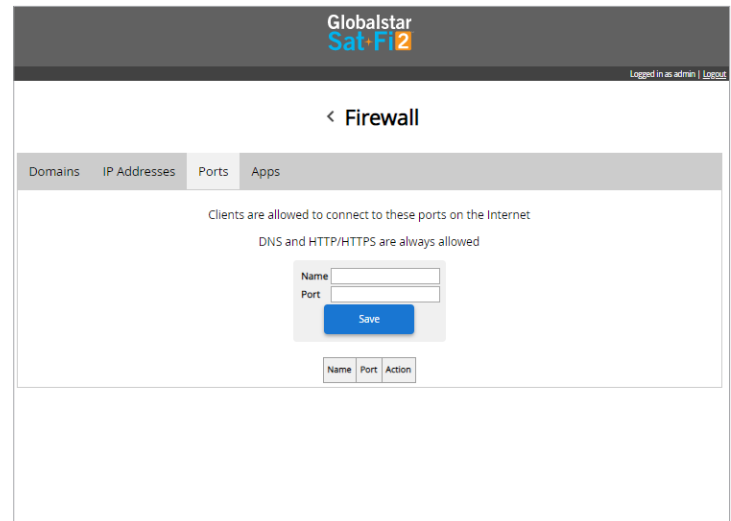 Globalstar
Sat+Fi2
Logged in as admin | Logout
< Firewall
Domains IP Addresses Ports Apps
Clients are allowed to connect to these ports on the Internet
DNS and HTTP/HTTPS are always allowed
Name
Port
Save
Name Port Action